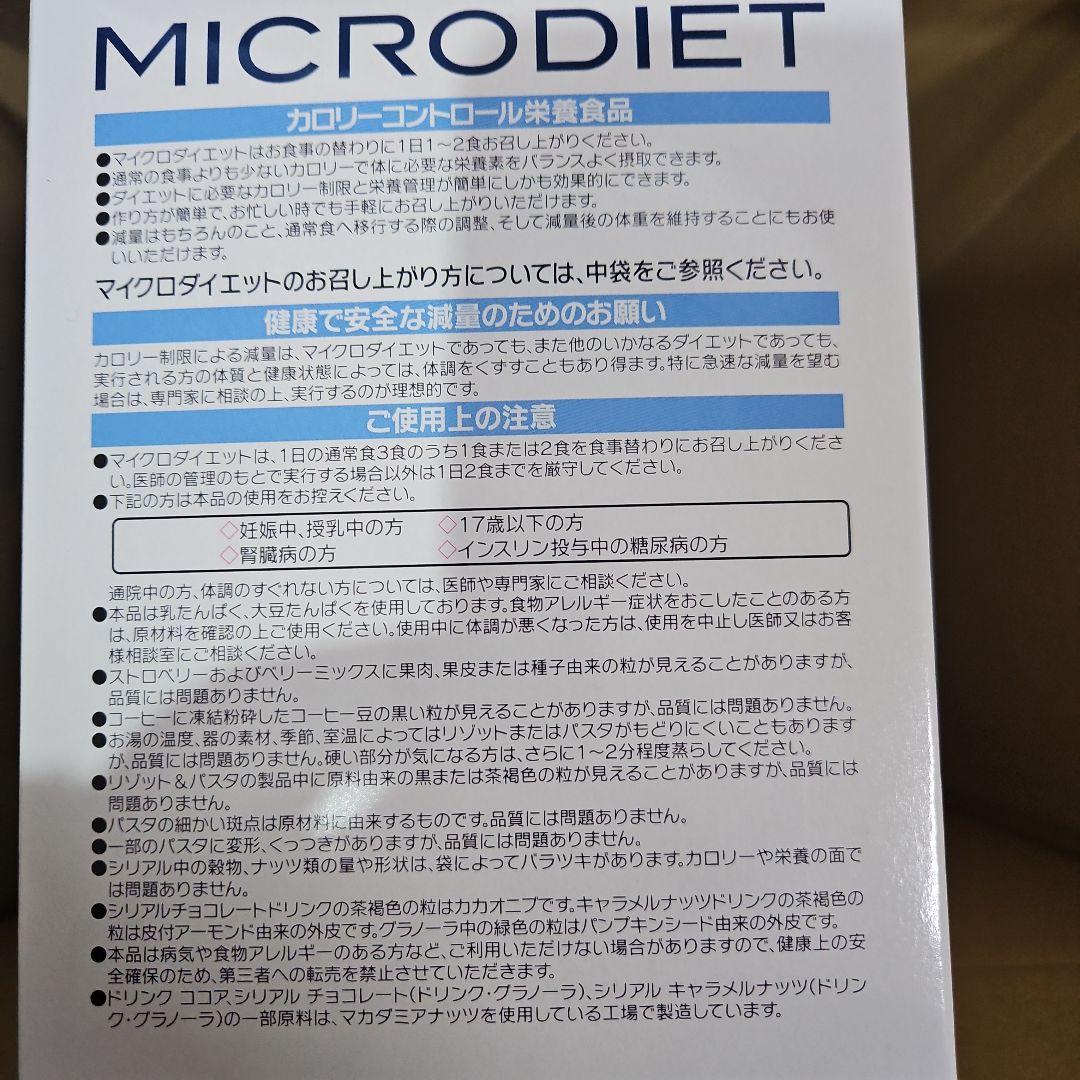 MICRODIET
カロリーコントロール栄養食品
●マイクロダイエットはお食事の替わりに1日1～2食お召し上がりください。
●通常の食事よりも少ないカロリーで体に必要な栄養素をバランスよく摂取できます。
●ダイエットに必要なカロリー制限と栄養管理が簡単にしかも効果的にできます。
●作り方が簡単で、お忙しい時でも手軽にお召し上がりいただけます。
●減量はもちろんのこと、通常食へ移行する際の調整、そして減量後の体重を維持することにもお使
いいただけます。
マイクロダイエットのお召し上がり方については、中袋をご参照ください。
健康で安全な減量のためのお願い
カロリー制限による減量は、マイクロダイエットであっても、また他のいかなるダイエットであっても、
実行される方の体質と健康状態によっては、体調をくずすこともあり得ます。特に急速な減量を望む
場合は、専門家に相談の上、実行するのが理想的です。
ご使用上の注意
●マイクロダイエットは、1日の通常食3食のうち1食または2食を食事替わりにお召し上がりくださ
い。医師の管理のもとで実行する場合以外は1日2食までを厳守してください。
●下記の方は本品の使用をお控えください。
◇妊娠中、授乳中の方 ◇17歳以下の方
◇腎臓病の方 ◇インスリン投与中の糖尿病の方
通院中の方、体調のすぐれない方については、医師や専門家にご相談ください。
●本品は乳たんぱく、大豆たんぱくを使用しております。食物アレルギー症状をおこしたことのある方
は、原材料を確認の上ご使用ください。使用中に体調が悪くなった方は、使用を中止し医師又はお客
様相談室にご相談ください。
●ストロベリーおよびベリーミックスに果肉、果皮または種子由来の粒が見えることがありますが、
品質には問題ありません。
●コーヒーに凍結粉砕したコーヒー豆の黒い粒が見えることがありますが、品質には問題ありません。
●お湯の温度、器の素材、季節、室温によってはリゾットまたはパスタがもどりにくいこともあります
が、品質には問題ありません。硬い部分が気になる方は、さらに1～2分程度蒸らしてください。
●リゾット＆パスタの製品中に原料由来の黒または茶褐色の粒が見えることがありますが、品質には
問題ありません。
●パスタの細かい斑点は原材料に由来するものです。品質には問題ありません。
●一部のパスタに変形、くっつきがありますが、品質には問題ありません。
●シリアル中の穀物、ナッツ類の量や形状は、袋によってバラツキがあります。カロリーや栄養の面で
は問題ありません。
●シリアルチョコレートドリンクの茶褐色の粒はカカオニブです。キャラメルナッツドリンクの茶褐色の
粒は皮付アーモンド由来の外皮です。グラノーラ中の緑色の粒はパンプキンシード由来の外皮です。
●本品は病気や食物アレルギーのある方など、ご利用いただけない場合がありますので、健康上の安
全確保のため、第三者への転売を禁止させていただきます。
●ドリンク ココア、シリアル チョコレート(ドリンク・グラノーラ)、シリアル キャラメルナッツ(ドリン
ク・グラノーラ)の一部原料は、マカダミアナッツを使用している工場で製造しています。